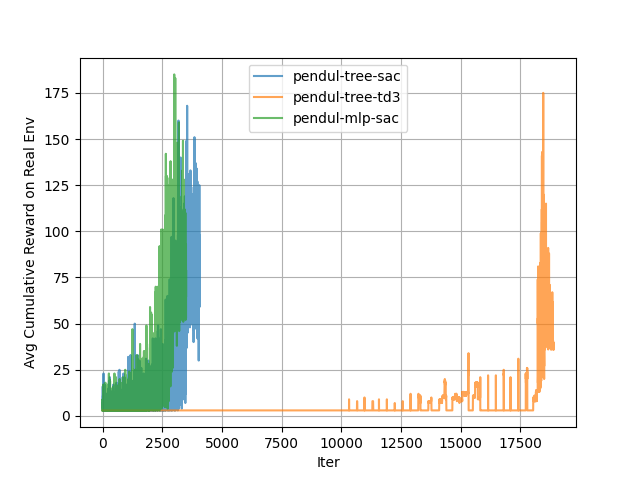 pendul-tree-sac
pendul-tree-td3
pendul-mlp-sac
Avg Cumulative Reward on Real Env
175
150
125
100
75
50
25
0
0 2500 5000 7500 10000 12500 15000 17500
Iter